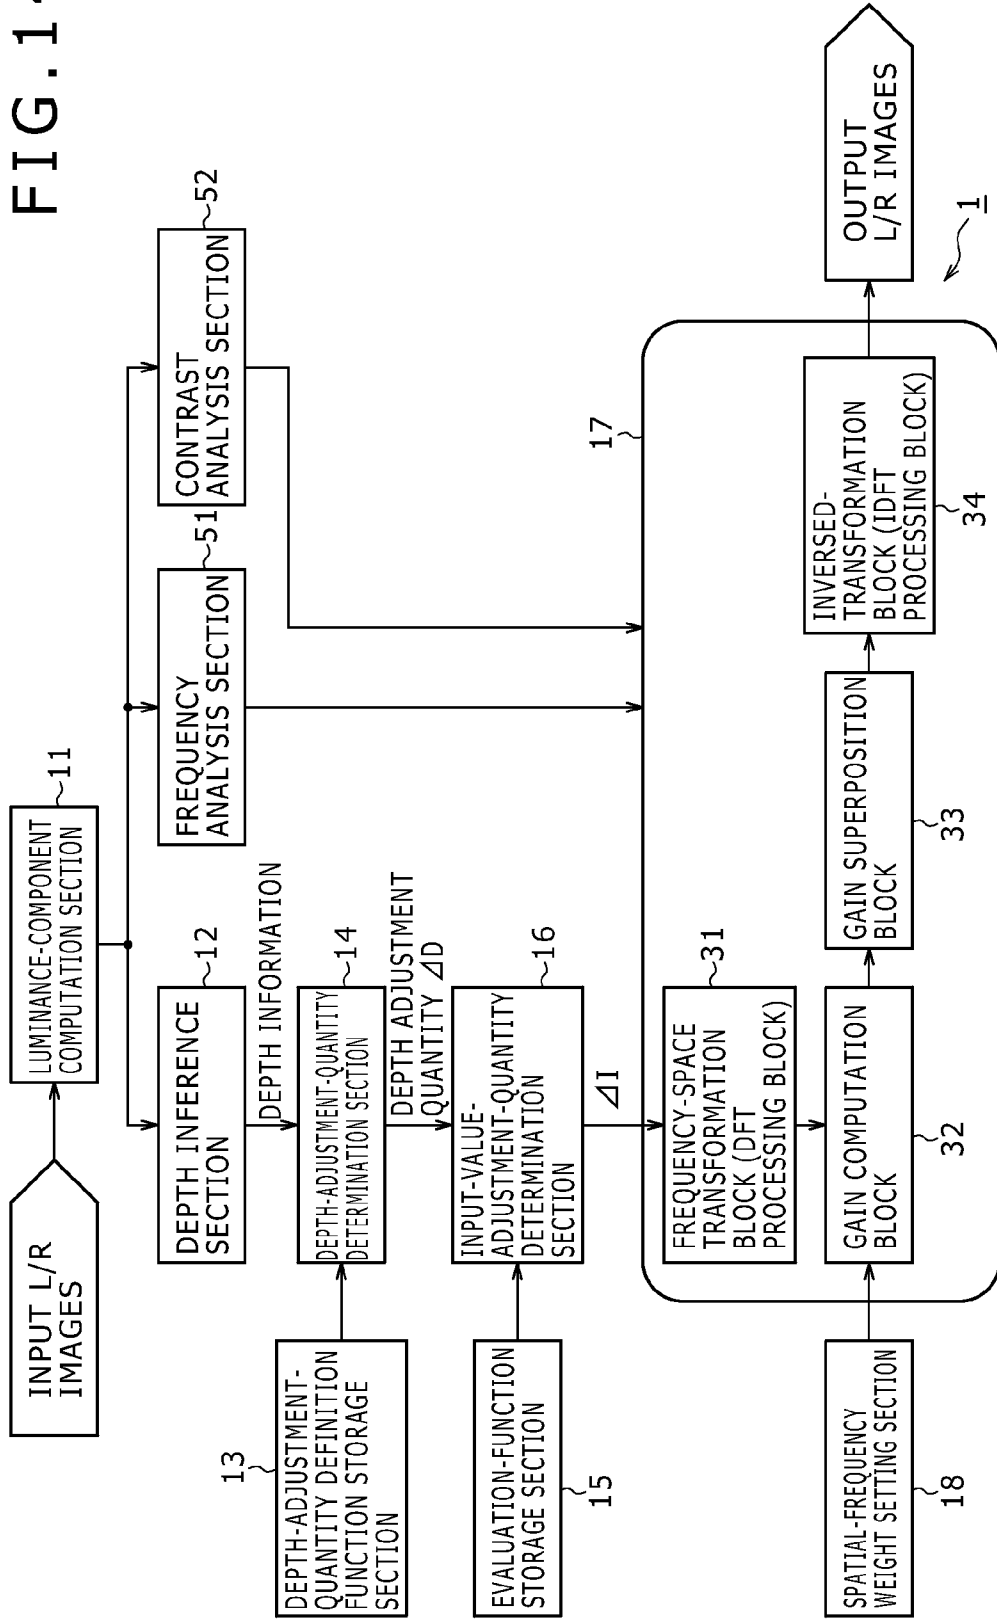 FIG.1
INPUT L/R
IMAGES
LUMINANCE-COMPONENT
COMPUTATION SECTION
11
DEPTH INFERENCE
SECTION
12
FREQUENCY
ANALYSIS SECTION
51
CONTRAST
ANALYSIS SECTION
52
DEPTH INFORMATION
DEPTH-ADJUSTMENT-
QUANTITY DEFINITION
FUNCTION STORAGE
SECTION
13
DEPTH-ADJUSTMENT-QUANTITY
DETERMINATION SECTION
14
DEPTH ADJUSTMENT
QUANTITY ΔD
EVALUATION-FUNCTION
STORAGE SECTION
15
INPUT-VALUE-
ADJUSTMENT-QUANTITY
DETERMINATION
SECTION
16
ΔI
17
FREQUENCY-SPACE
TRANSFORMATION
BLOCK (DFT
PROCESSING BLOCK)
31
SPATIAL-FREQUENCY
WEIGHT SETTING SECTION
18
GAIN COMPUTATION
BLOCK
32
GAIN SUPERPOSITION
BLOCK
33
INVERSED-
TRANSFORMATION
BLOCK (IDFT
PROCESSING BLOCK)
34
OUTPUT
L/R IMAGES
1